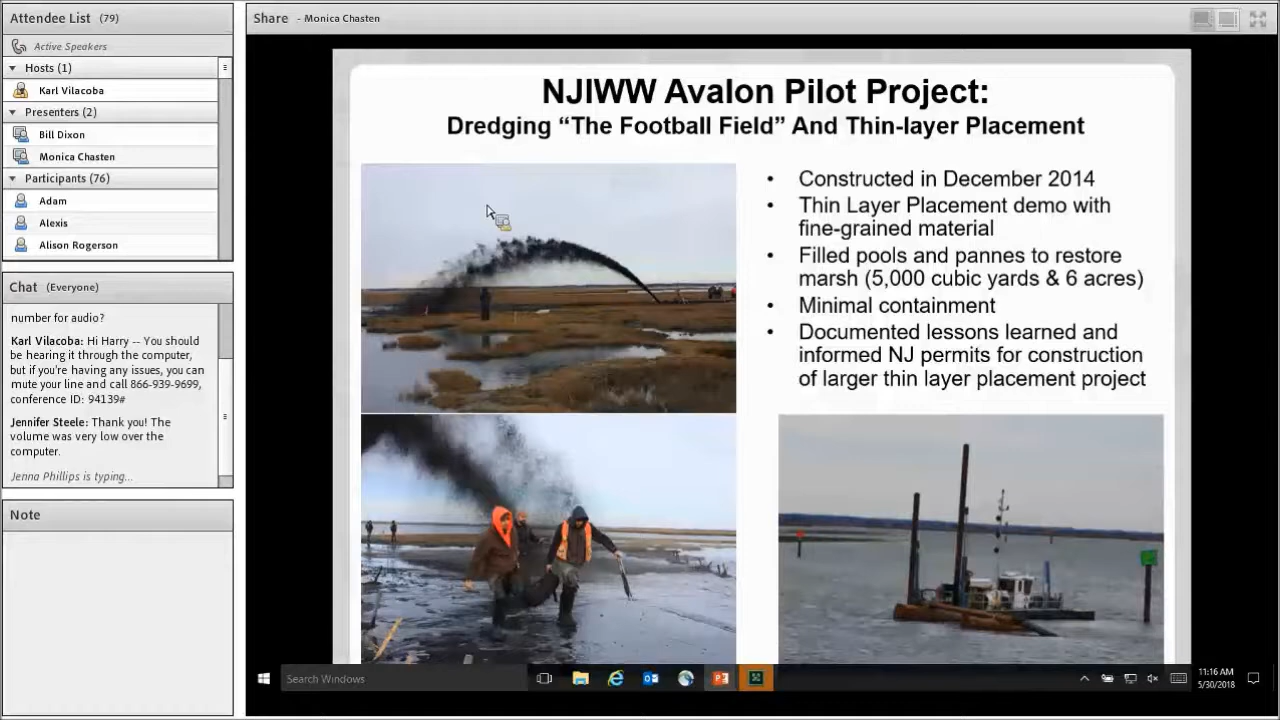 Attendee List (79)
Active Speakers
Hosts (1)
Karl Vilacoba
Presenters (2)
Bill Dixon
Monica Chasten
Participants (76)
Adam
Alexis
Alison Rogerson
Chat (Everyone)
number for audio?
Karl Vilacoba: Hi Harry -- You should
be hearing it through the computer,
but if you're having any issues, you can
mute your line and call 866-939-9699,
conference ID: 94139#
Jennifer Steele: Thank you! The
volume was very low over the
computer.
Jenna Phillips is typing...
Note
Share - Monica Chasten
NJIWW Avalon Pilot Project:
Dredging “The Football Field” And Thin-layer Placement
• Constructed in December 2014
• Thin Layer Placement demo with
fine-grained material
• Filled pools and pannes to restore
marsh (5,000 cubic yards & 6 acres)
• Minimal containment
• Documented lessons learned and
informed NJ permits for construction
of larger thin layer placement project
Search Windows
11:16 AM
5/30/2018